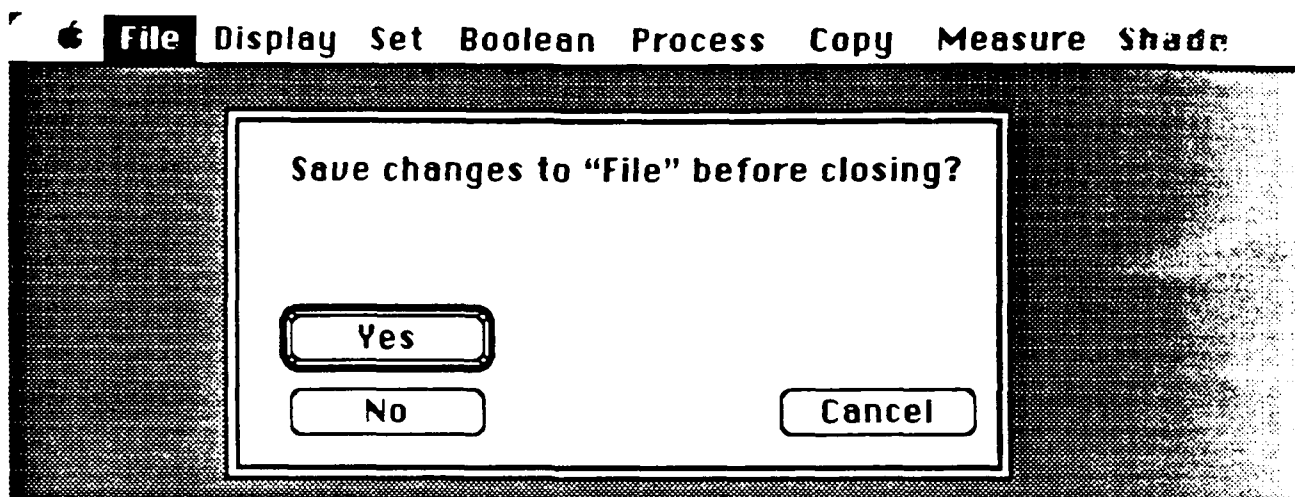 File Display Set Boolean Process Copy Measure Shade
Save changes to “File” before closing?
Yes
No
Cancel